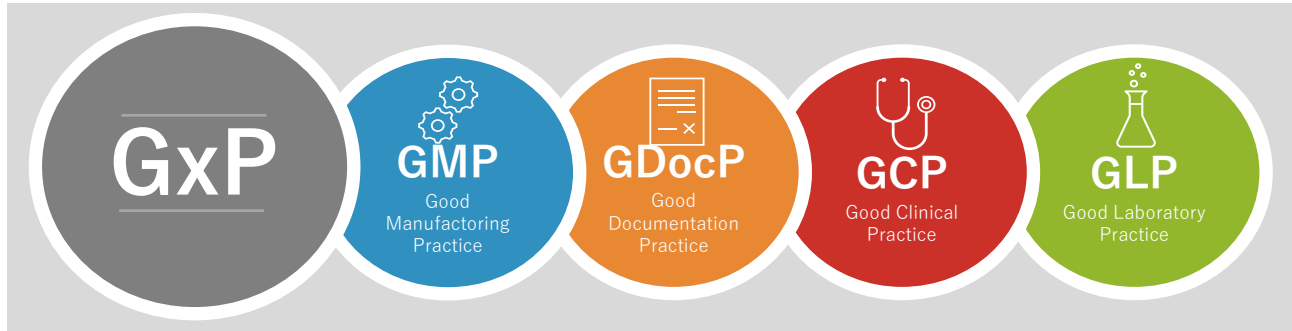 GxP
GMP
Good
Manufactoring
Practice
GDocP
Good
Documentation
Practice
GCP
Good Clinical
Practice
GLP
Good Laboratory
Practice